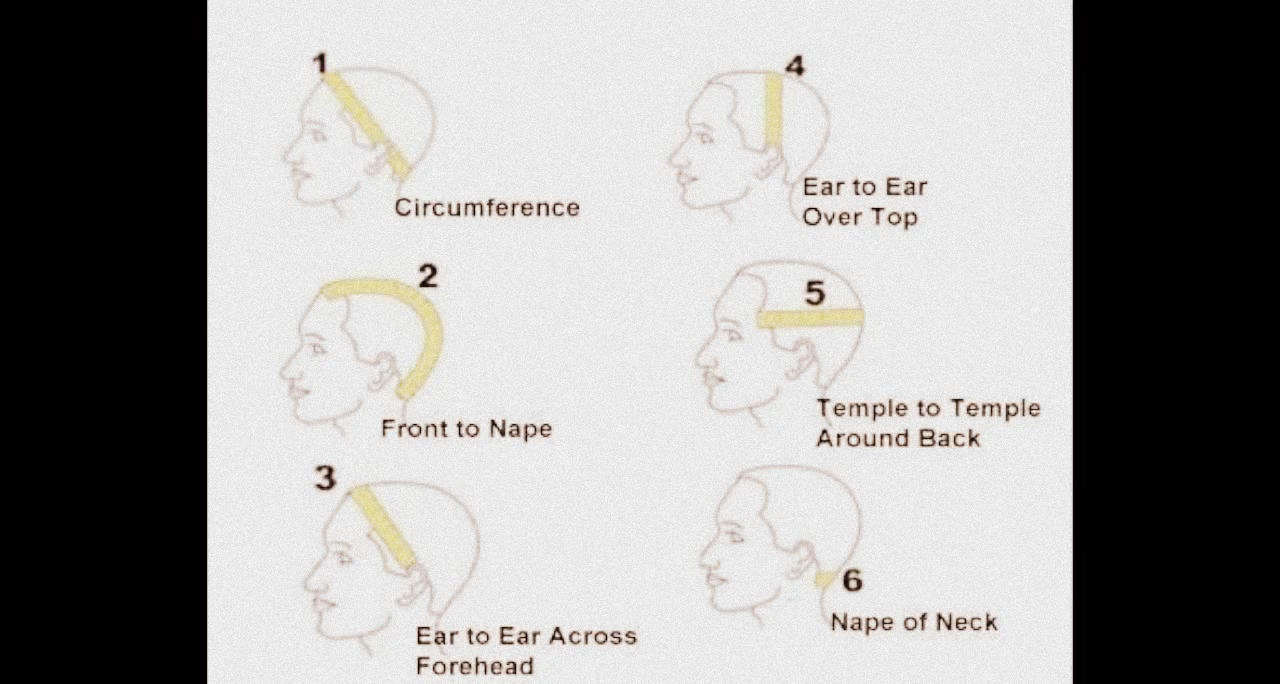 1
Circumference
2
Front to Nape
3
Ear to Ear Across
Forehead
4
Ear to Ear
Over Top
5
Temple to Temple
Around Back
6
Nape of Neck